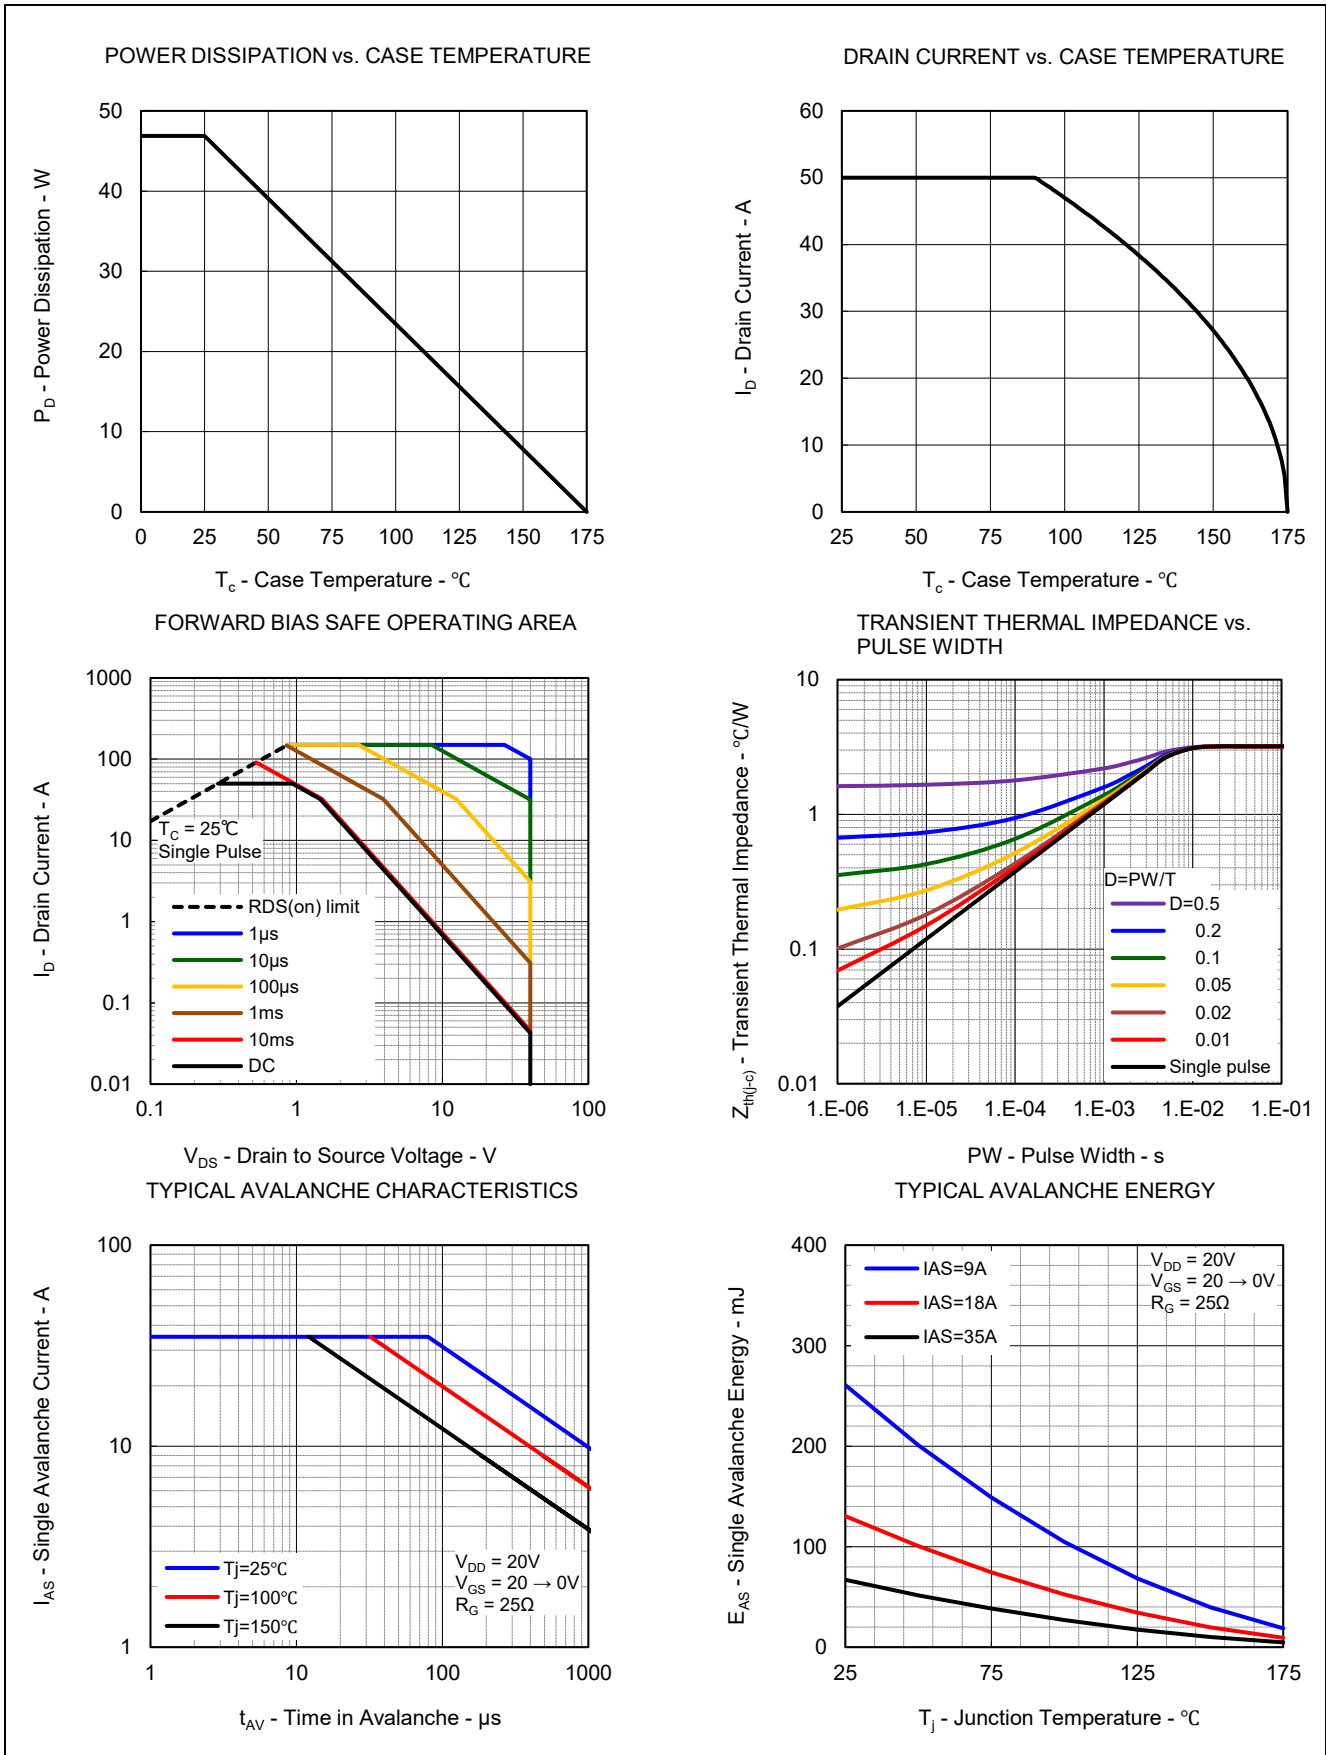 POWER DISSIPATION vs. CASE TEMPERATURE
P_D - Power Dissipation - W
50
40
30
20
10
0
0 25 50 75 100 125 150 175
T_c - Case Temperature - ℃
DRAIN CURRENT vs. CASE TEMPERATURE
I_D - Drain Current - A
60
50
40
30
20
10
0
25 50 75 100 125 150 175
T_c - Case Temperature - ℃
FORWARD BIAS SAFE OPERATING AREA
I_D - Drain Current - A
1000
100
10
1
0.1
0.01
T_C = 25℃
Single Pulse
RDS(on) limit
1μs
10μs
100μs
1ms
10ms
DC
0.1 1 10 100
V_DS - Drain to Source Voltage - V
TRANSIENT THERMAL IMPEDANCE vs.
PULSE WIDTH
Z_th(j-c) - Transient Thermal Impedance - ℃/W
10
1
0.1
0.01
D=PW/T
D=0.5
0.2
0.1
0.05
0.02
0.01
Single pulse
1.E-06 1.E-05 1.E-04 1.E-03 1.E-02 1.E-01
PW - Pulse Width - s
TYPICAL AVALANCHE CHARACTERISTICS
I_AS - Single Avalanche Current - A
100
10
1
Tj=25℃
Tj=100℃
Tj=150℃
V_DD = 20V
V_GS = 20 → 0V
R_G = 25Ω
1 10 100 1000
t_AV - Time in Avalanche - μs
TYPICAL AVALANCHE ENERGY
E_AS - Single Avalanche Energy - mJ
400
300
200
100
0
IAS=9A
IAS=18A
IAS=35A
V_DD = 20V
V_GS = 20 → 0V
R_G = 25Ω
25 75 125 175
T_j - Junction Temperature - ℃